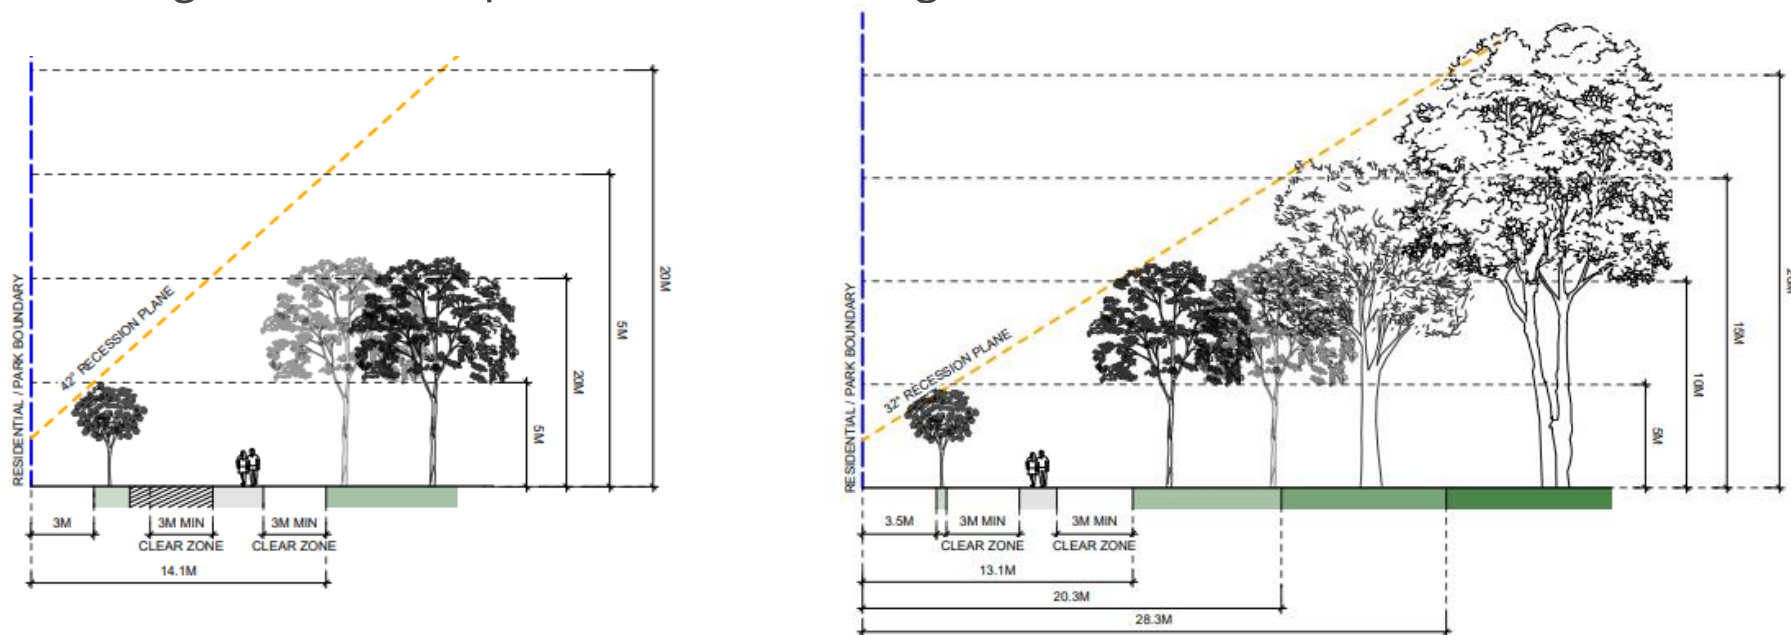 RESIDENTIAL / PARK BOUNDARY
42° RECESSION PLANE
5M
20M
5M
20M
3M
3M MIN
CLEAR ZONE
3M MIN
CLEAR ZONE
14.1M
RESIDENTIAL / PARK BOUNDARY
32° RECESSION PLANE
5M
10M
15M
3.5M
3M MIN
CLEAR ZONE
3M MIN
CLEAR ZONE
13.1M
20.3M
28.3M